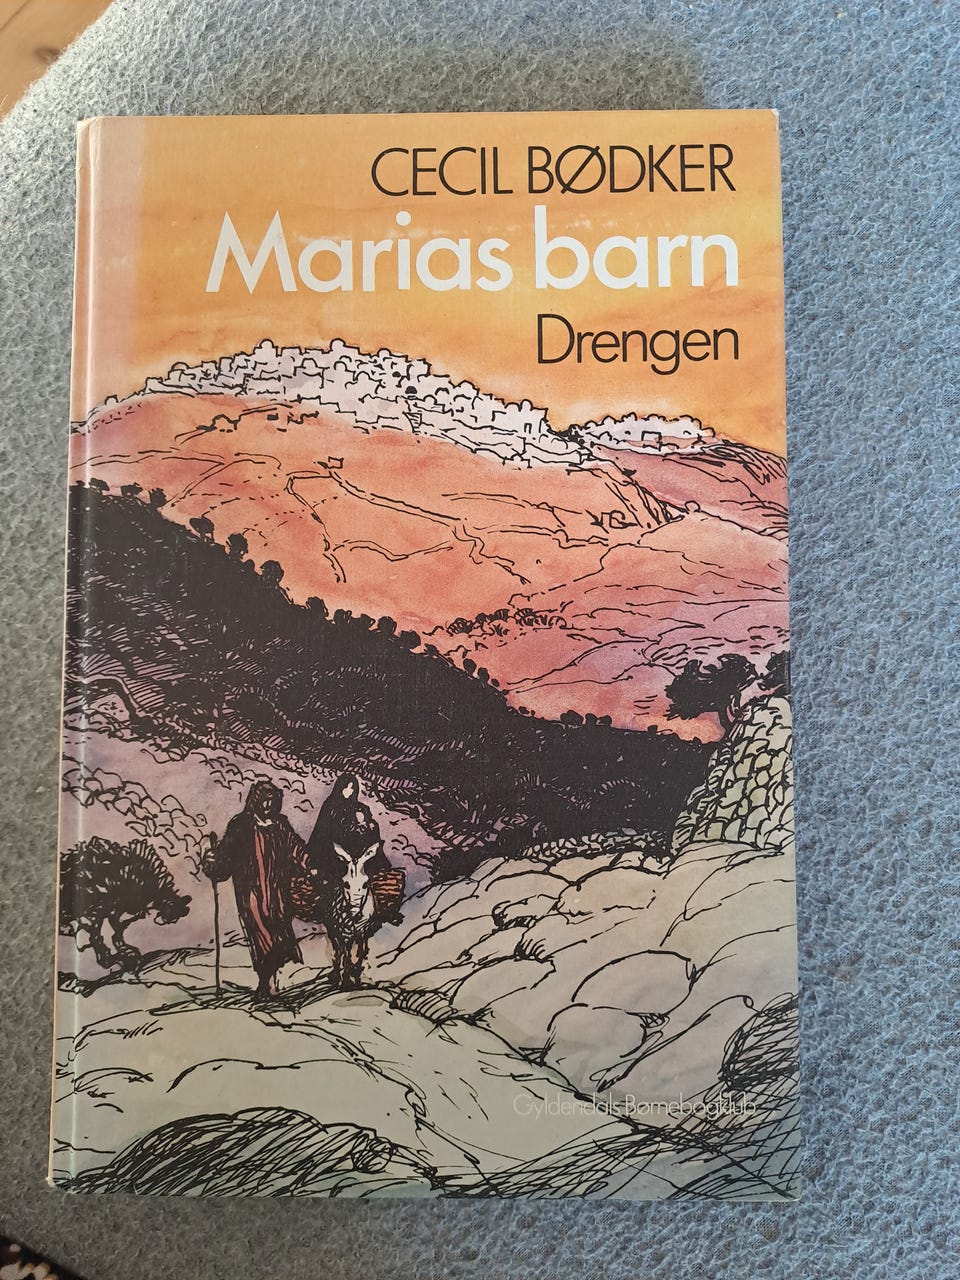 CECIL BØDKER
Marias barn
Drengen
Gyldendals Børnebogklub